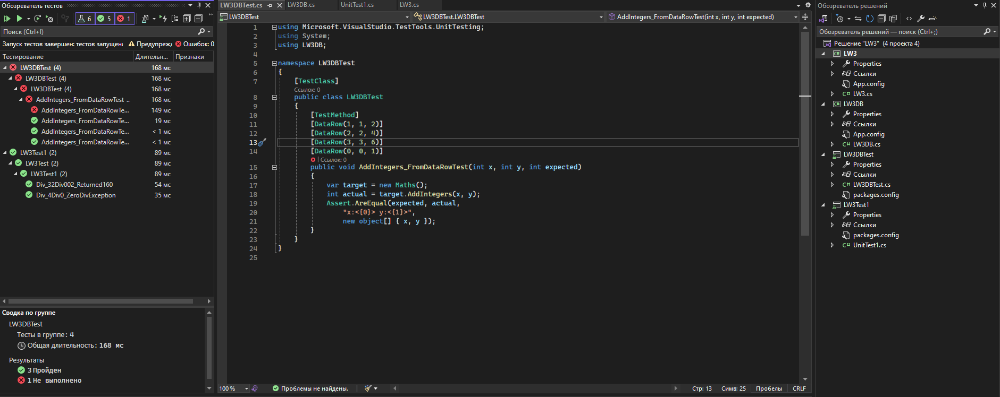 Обозреватель тестов
6 5 1
Поиск (Ctrl+I)
Запуск тестов завершен: тестов запущено Предупрежд Ошибок: 0
Тестирование Длительн... Признаки
LW3DBTest (4) 168 мс
LW3DBTest (4) 168 мс
LW3DBTest (4) 168 мс
AddIntegers_FromDataRowTest ... 168 мс
AddIntegers_FromDataRowTe... 149 мс
AddIntegers_FromDataRowTe... 19 мс
AddIntegers_FromDataRowTe... < 1 мс
AddIntegers_FromDataRowTe... < 1 мс
LW3Test1 (2) 89 мс
LW3Test (2) 89 мс
LW3Test1 (2) 89 мс
Div_32Div002_Returned160 54 мс
Div_4Div0_ZeroDivException 35 мс
Сводка по группе
LW3DBTest
Тесты в группе: 4
Общая длительность: 168 мс
Результаты
3 Пройден
1 Не выполнено
LW3DBTest.cs LW3DB.cs UnitTest1.cs LW3.cs
LW3DBTest LW3DBTest.LW3DBTest AddIntegers_FromDataRowTest(int x, int y, int expected)
1 using Microsoft.VisualStudio.TestTools.UnitTesting;
2 using System;
3 using LW3DB;
4
5 namespace LW3DBTest
6 {
7 [TestClass]
Ссылок: 0
8 public class LW3DBTest
9 {
10 [TestMethod]
11 [DataRow(1, 1, 2)]
12 [DataRow(2, 2, 4)]
13 [DataRow(3, 3, 6)]
14 [DataRow(0, 0, 1)]
| Ссылок: 0
15 public void AddIntegers_FromDataRowTest(int x, int y, int expected)
16 {
17 var target = new Maths();
18 int actual = target.AddIntegers(x, y);
19 Assert.AreEqual(expected, actual,
20 "x:<{0}> y:<{1}>",
21 new object[] { x, y });
22 }
23 }
24 }
25
100 % Проблемы не найдены. Стр: 13 Симв: 25 Пробелы CRLF
Обозреватель решений
Обозреватель решений — поиск (Ctrl+;)
Решение "LW3" (4 проекта 4)
C# LW3
Properties
Ссылки
App.config
C# LW3.cs
C# LW3DB
Properties
Ссылки
App.config
C# LW3DB.cs
LW3DBTest
Properties
Ссылки
C# LW3DBTest.cs
packages.config
LW3Test1
Properties
Ссылки
packages.config
C# UnitTest1.cs